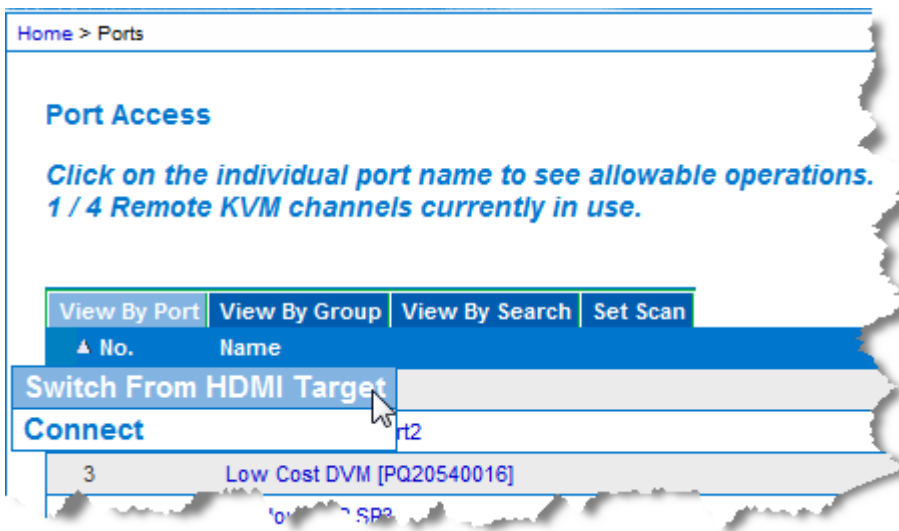 Home > Ports
Port Access
Click on the individual port name to see allowable operations.
1 / 4 Remote KVM channels currently in use.
View By Port View By Group View By Search Set Scan
No. Name
Switch From HDMI Target
Connect
3 Low Cost DVM [PQ20540016]